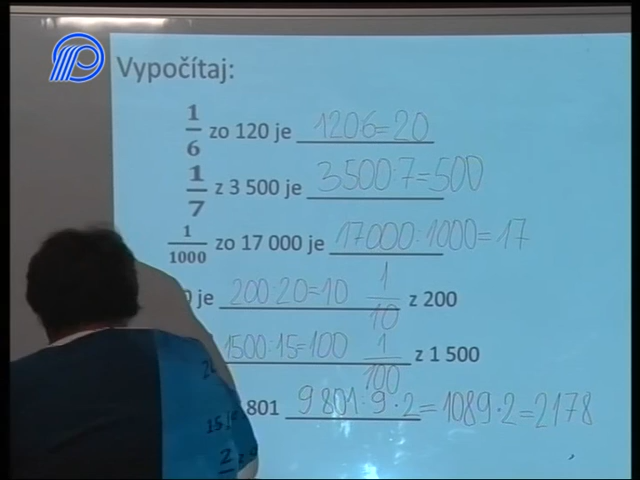 Vypočítaj:
1/6 zo 120 je 120:6=20
1/7 z 3 500 je 3500:7=500
1/1000 zo 17 000 je 17000:1000=17
je 200:20=10 1/10 z 200
1500:15=100 1/100 z 1 500
801 9 801:9·2=1089·2=2178
15.
2/